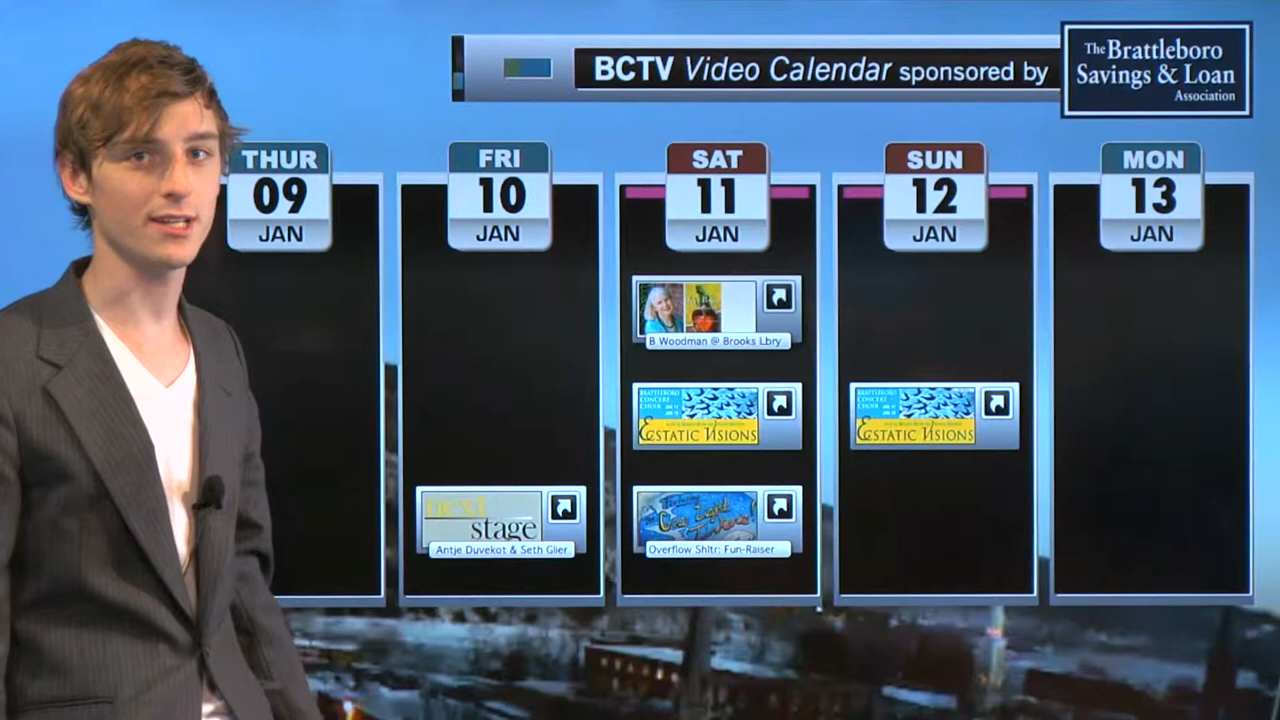 BCTV Video Calendar sponsored by
The Brattleboro
Savings & Loan
Association
THUR
09
JAN
FRI
10
JAN
SAT
11
JAN
SUN
12
JAN
MON
13
JAN
B Woodman @ Brooks Lbry
BRATTLEBORO
CONCERT
CHOIR
ECSTATIC VISIONS
BRATTLEBORO
CONCERT
CHOIR
ECSTATIC VISIONS
next
stage
Antje Duvekot & Seth Glier
Overflow Shltr: Fun-Raiser